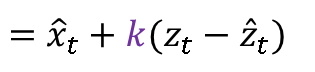 = x̂ₜ + k(zₜ − ẑₜ)